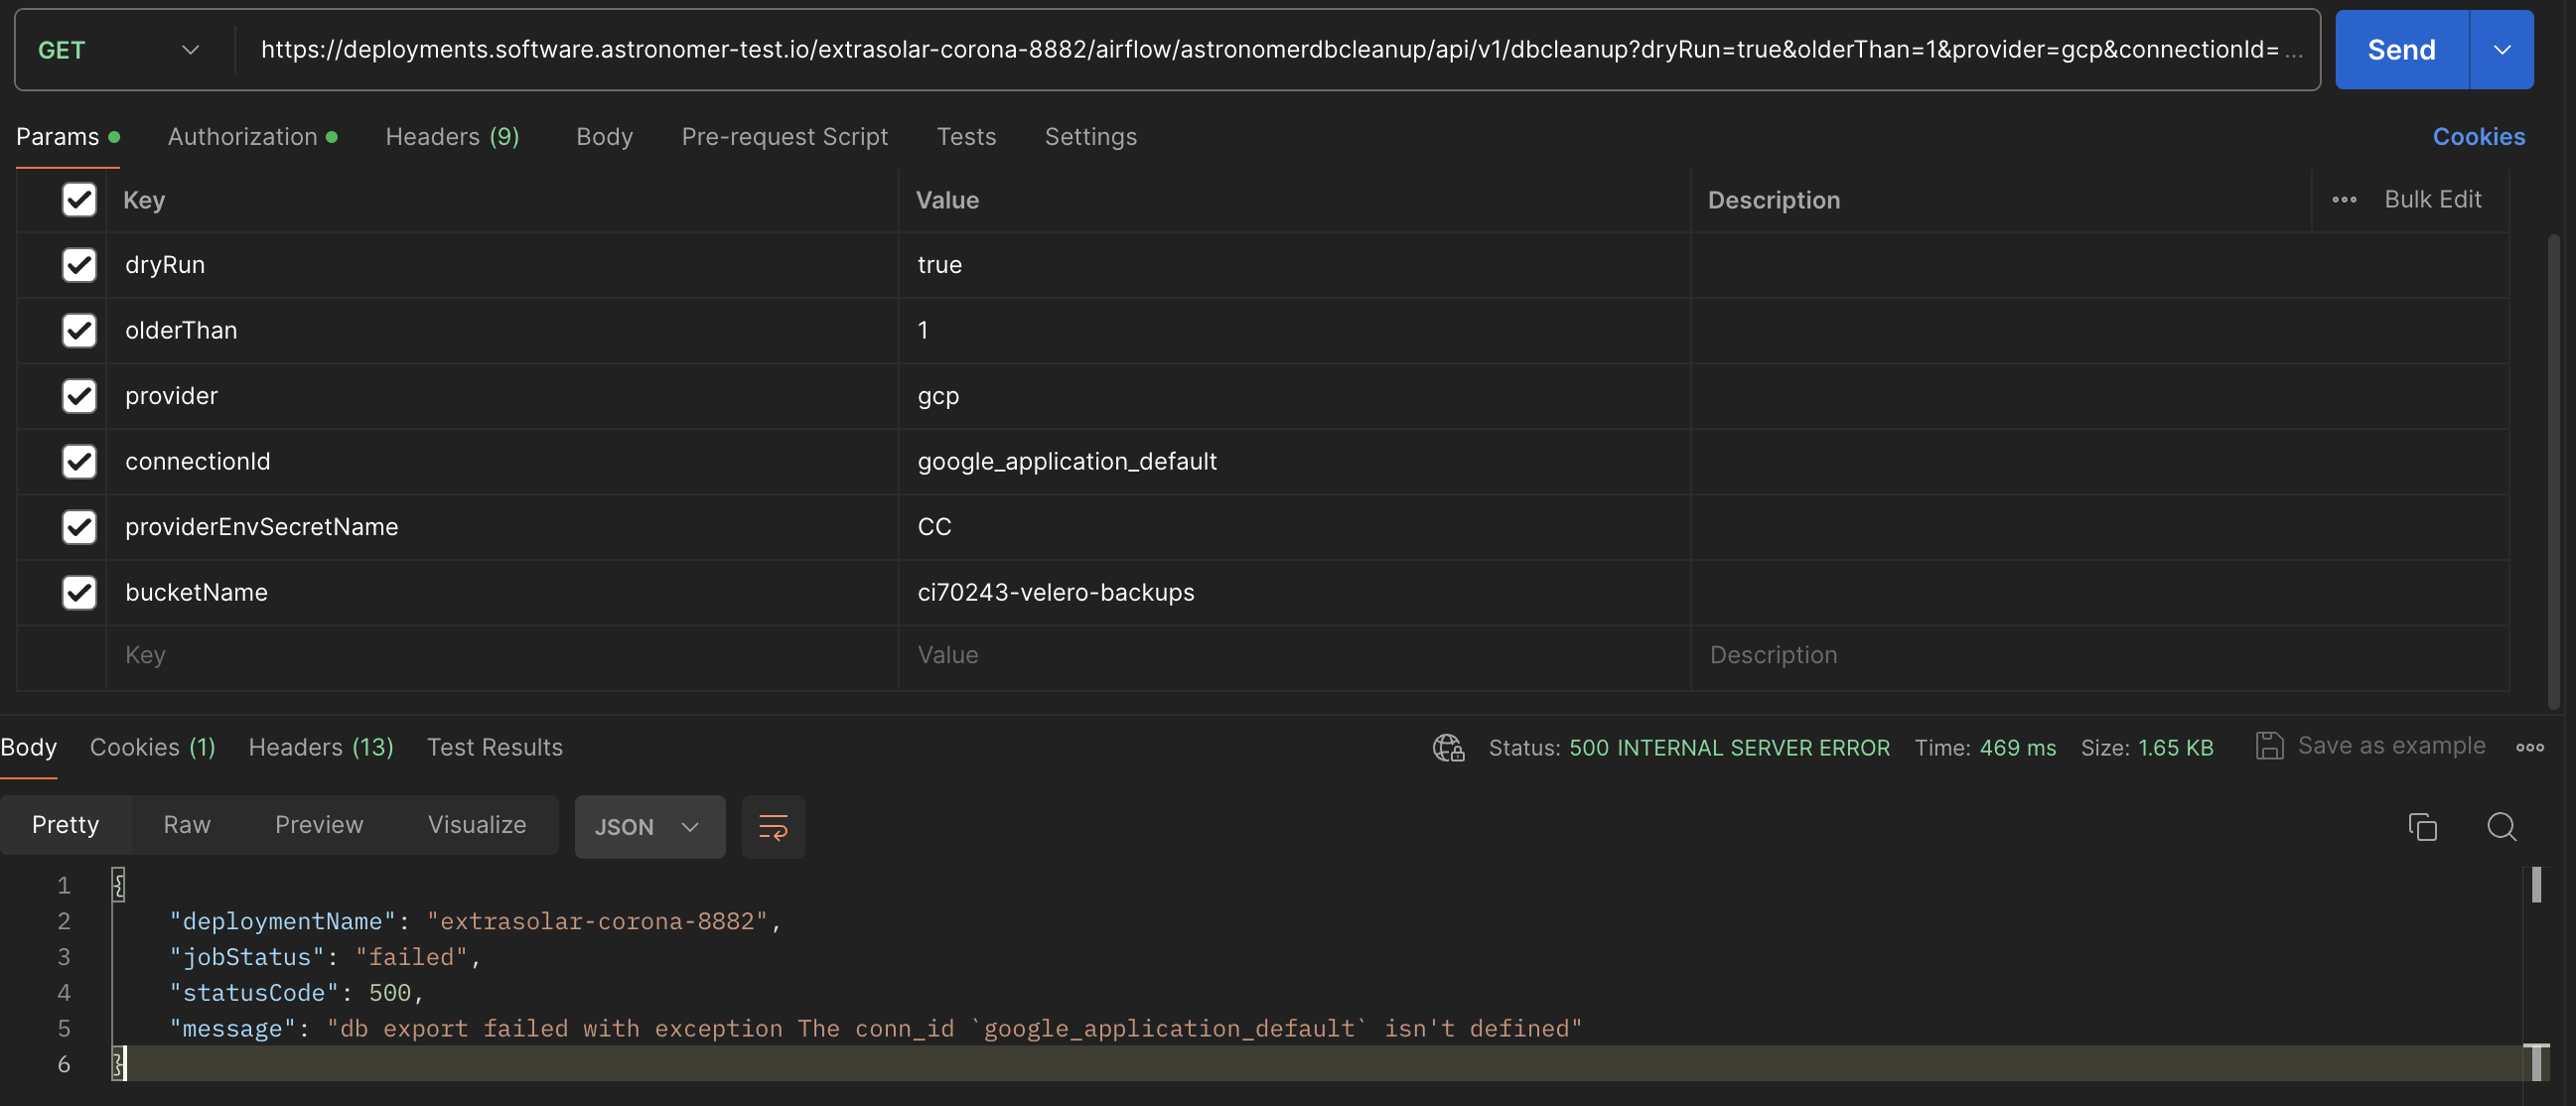 GET https://deployments.software.astronomer-test.io/extrasolar-corona-8882/airflow/astronomerdbcleanup/api/v1/dbcleanup?dryRun=true&olderThan=1&provider=gcp&connectionId= ... Send
Params Authorization Headers (9) Body Pre-request Script Tests Settings Cookies
Key Value Description ••• Bulk Edit
dryRun true
olderThan 1
provider gcp
connectionId google_application_default
providerEnvSecretName CC
bucketName ci70243-velero-backups
Key Value Description
Body Cookies (1) Headers (13) Test Results Status: 500 INTERNAL SERVER ERROR Time: 469 ms Size: 1.65 KB Save as example
Pretty Raw Preview Visualize JSON
1 {
2 "deploymentName": "extrasolar-corona-8882",
3 "jobStatus": "failed",
4 "statusCode": 500,
5 "message": "db export failed with exception The conn_id `google_application_default` isn't defined"
6 }